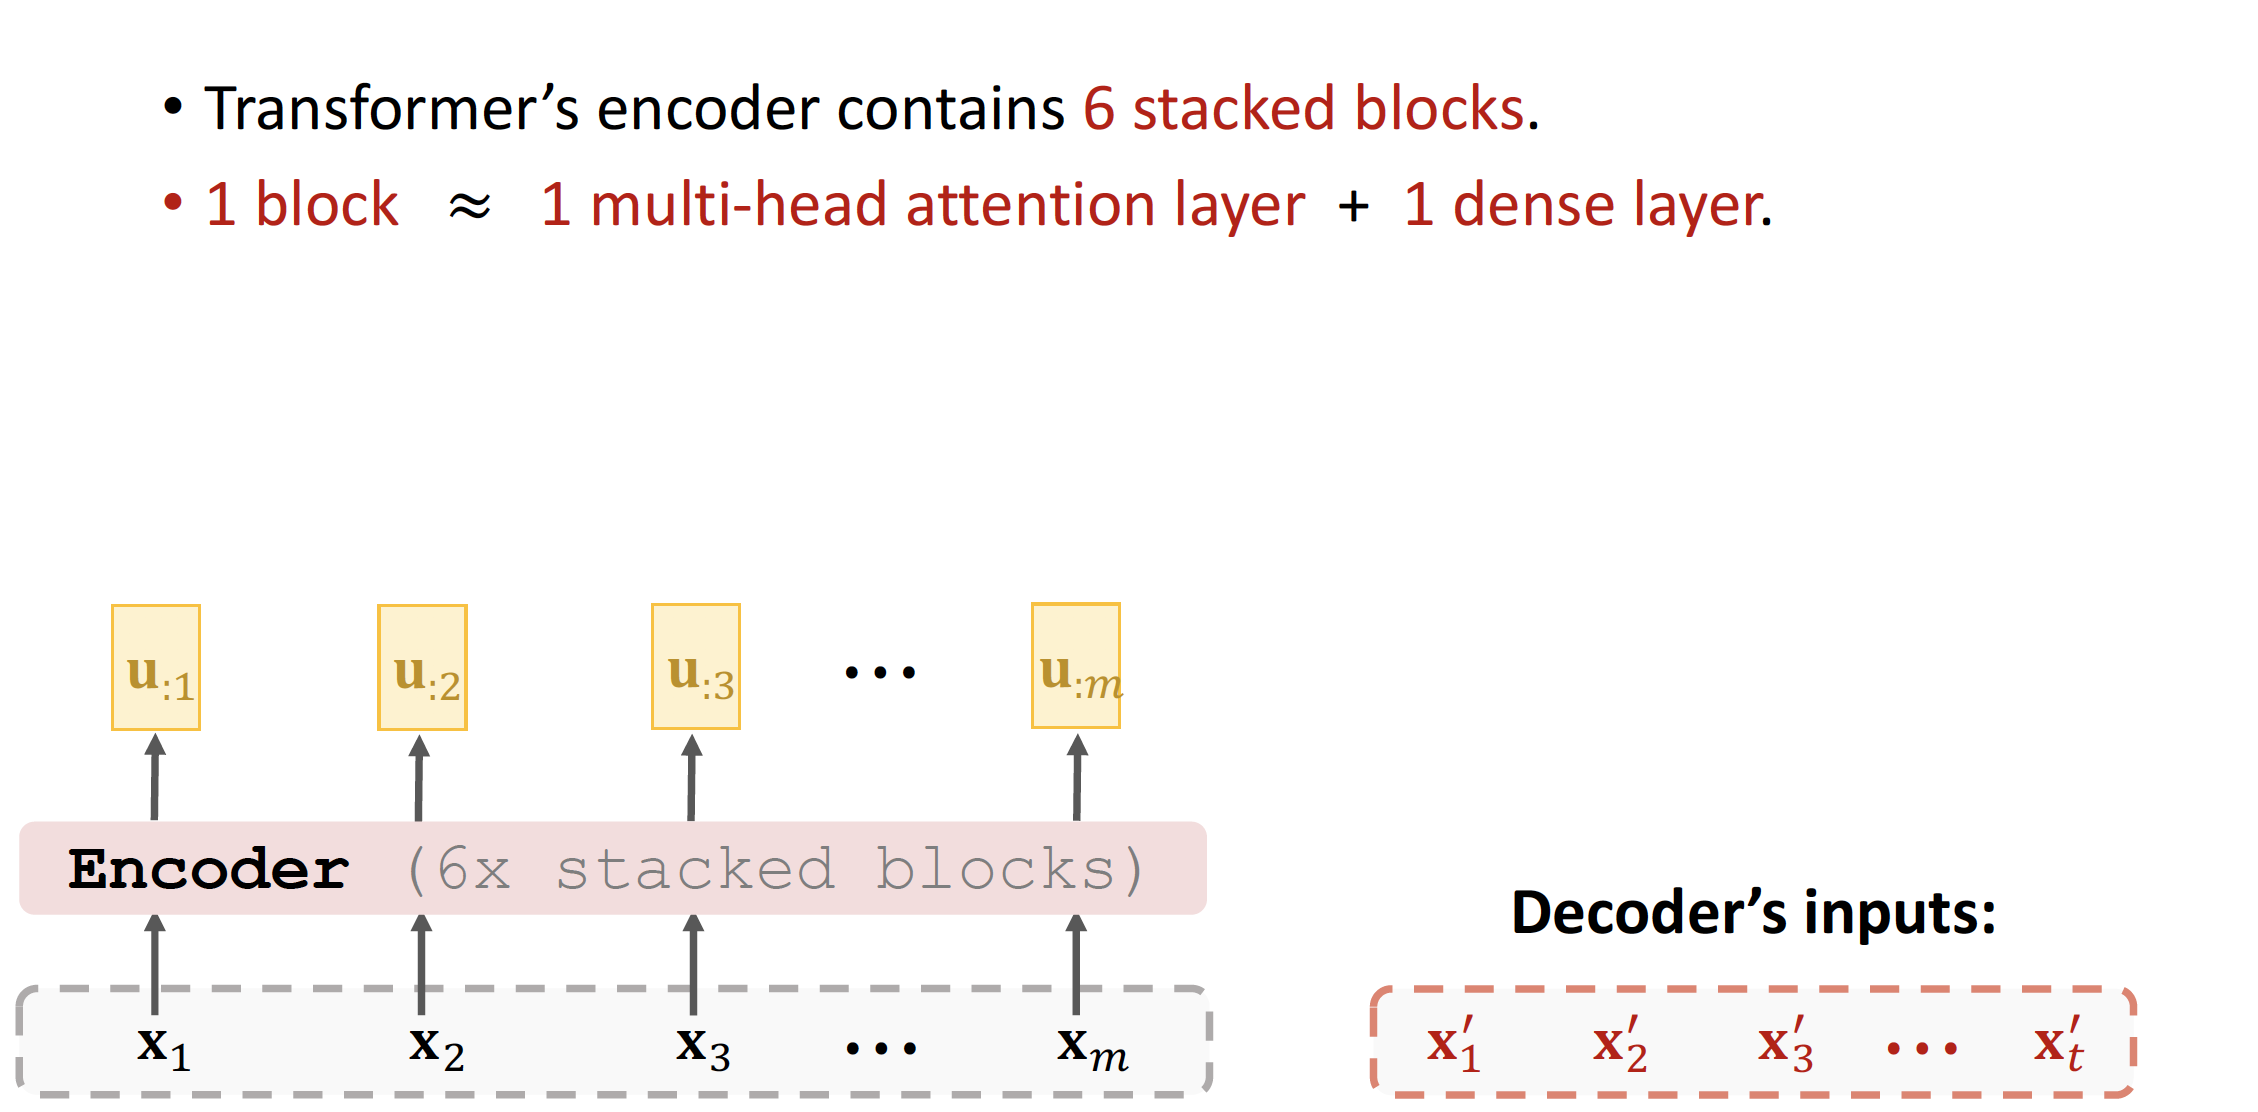 • Transformer’s encoder contains 6 stacked blocks.
• 1 block ≈ 1 multi-head attention layer + 1 dense layer.
u:1 u:2 u:3 ··· u:m
Encoder (6x stacked blocks)
Decoder’s inputs:
x1 x2 x3 ··· xm
x′1 x′2 x′3 ··· x′t